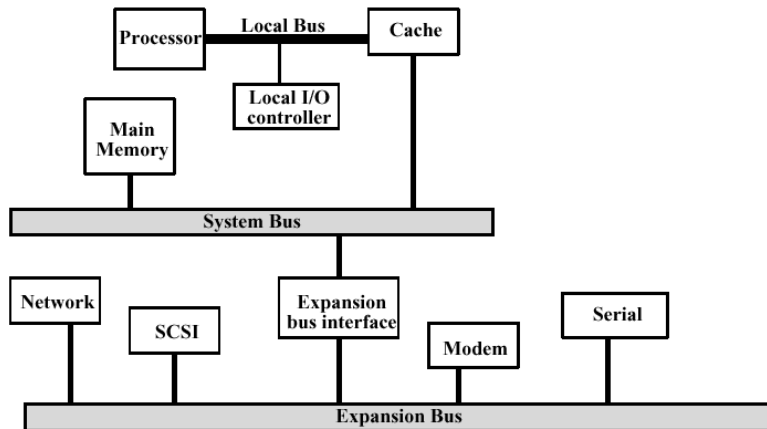 Local Bus
Processor
Cache
Local I/O
controller
Main
Memory
System Bus
Network
SCSI
Expansion
bus interface
Modem
Serial
Expansion Bus